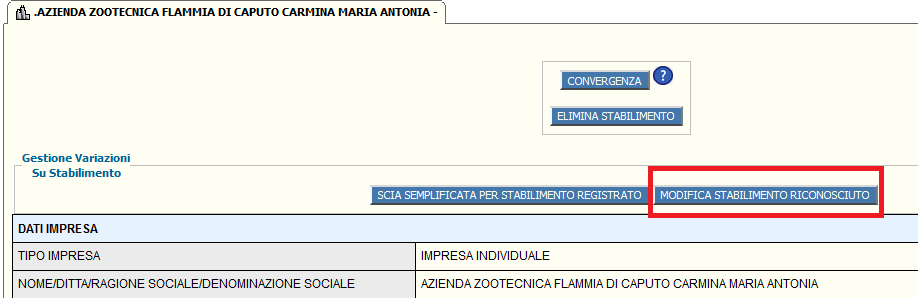 .AZIENDA ZOOTECNICA FLAMMIA DI CAPUTO CARMINA MARIA ANTONIA -
CONVERGENZA ?
ELIMINA STABILIMENTO
Gestione Variazioni
Su Stabilimento
SCIA SEMPLIFICATA PER STABILIMENTO REGISTRATO MODIFICA STABILIMENTO RICONOSCIUTO
DATI IMPRESA
TIPO IMPRESA IMPRESA INDIVIDUALE
NOME/DITTA/RAGIONE SOCIALE/DENOMINAZIONE SOCIALE AZIENDA ZOOTECNICA FLAMMIA DI CAPUTO CARMINA MARIA ANTONIA